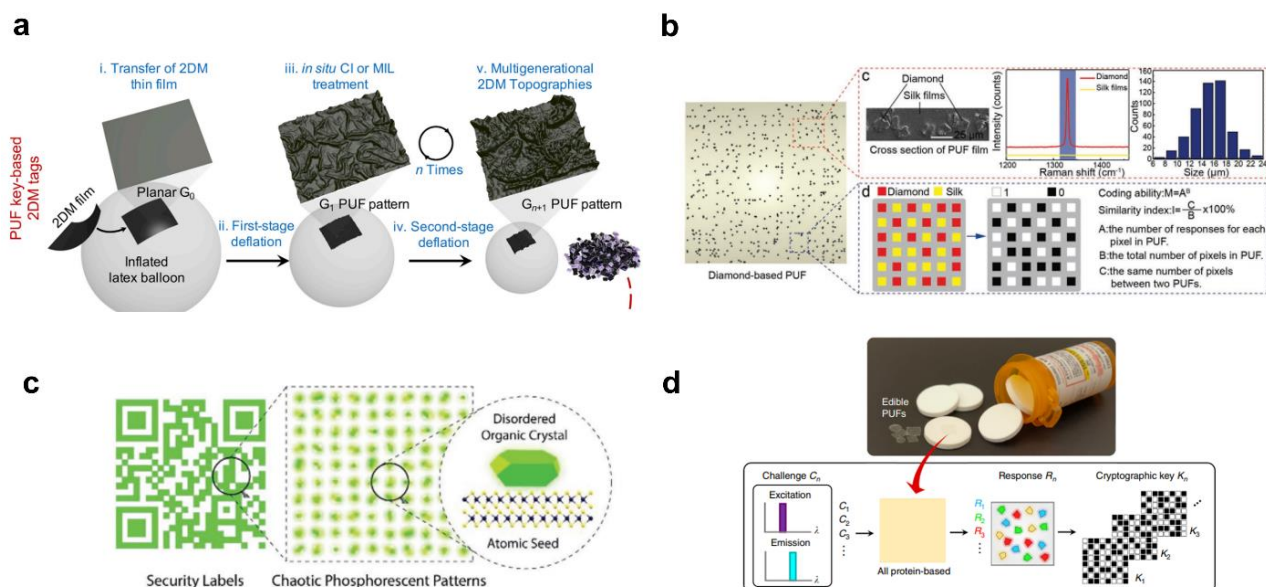 a
i. Transfer of 2DM
thin film
iii. in situ CI or MIL
treatment
v. Multigenerational
2DM Topographies
PUF key-based
2DM tags
n Times
Planar G0
G1 PUF pattern
Gn+1 PUF pattern
2DM film
ii. First-stage
deflation
iv. Second-stage
deflation
Inflated
latex balloon
b
Diamond-based PUF
c
Diamond
Silk films
25 μm
Cross section of PUF film
Intensity (counts)
Diamond
Silk films
1200 1300 1400
Raman shift (cm-1)
Counts
160
140
120
100
80
60
40
20
0
6 8 10 12 14 16 18 20 22 24
Size (μm)
d
Diamond Silk
1 0
Coding ability:M=A^B
Similarity index:I=C/B x100%
A:the number of responses for each
pixel in PUF.
B:the total number of pixels in PUF.
C:the same number of pixels
between two PUFs.
c
Disordered
Organic Crystal
Atomic Seed
Security Labels
Chaotic Phosphorescent Patterns
d
Edible
PUFs
Challenge Cn
Excitation
λ
Emission
λ
C1
C2
C3
All protein-based
Response Rn
R1
R2
R3
Cryptographic key Kn
K3
K2
K1